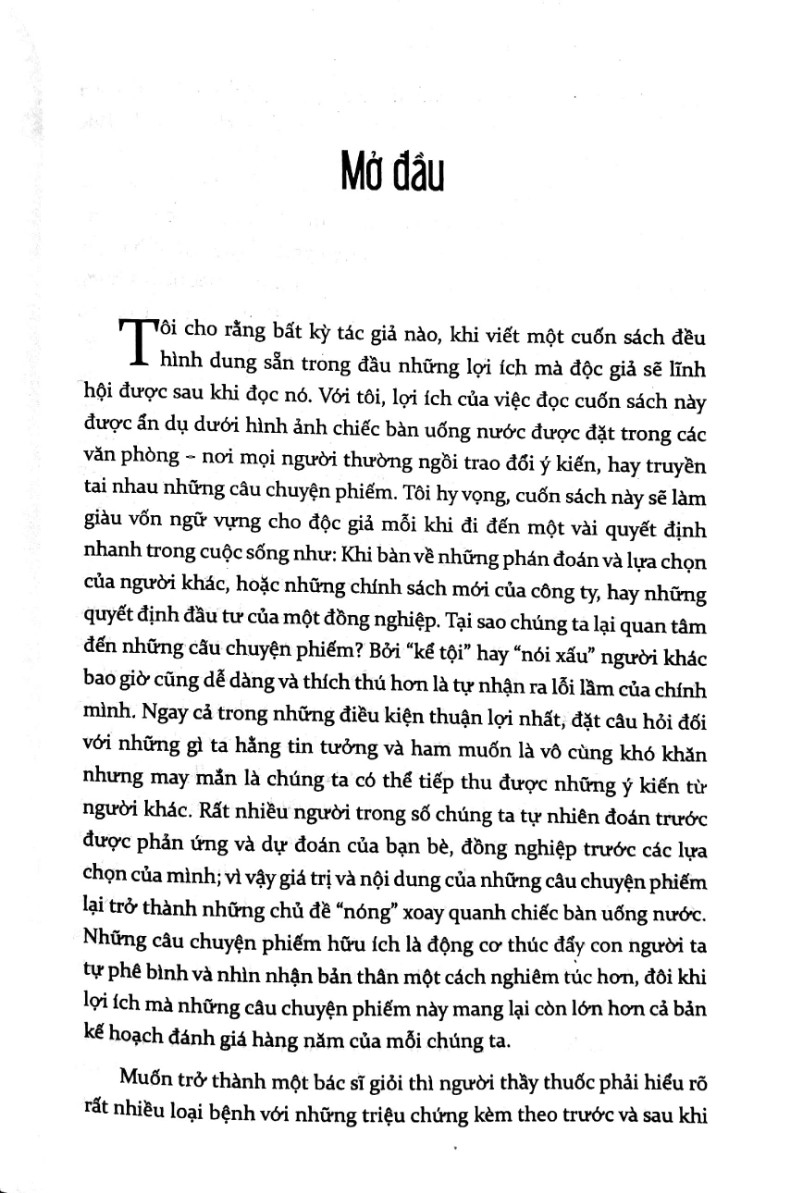 Mở đầu
Tôi cho rằng bất kỳ tác giả nào, khi viết một cuốn sách đều
hình dung sẵn trong đầu những lợi ích mà độc giả sẽ lĩnh
hội được sau khi đọc nó. Với tôi, lợi ích của việc đọc cuốn sách này
được ẩn dụ dưới hình ảnh chiếc bàn uống nước được đặt trong các
văn phòng – nơi mọi người thường ngồi trao đổi ý kiến, hay truyền
tai nhau những câu chuyện phiếm. Tôi hy vọng, cuốn sách này sẽ làm
giàu vốn ngữ vựng cho độc giả mỗi khi đi đến một vài quyết định
nhanh trong cuộc sống như: Khi bàn về những phán đoán và lựa chọn
của người khác, hoặc những chính sách mới của công ty, hay những
quyết định đầu tư của một đồng nghiệp. Tại sao chúng ta lại quan tâm
đến những câu chuyện phiếm? Bởi “kể tội” hay “nói xấu” người khác
bao giờ cũng dễ dàng và thích thú hơn là tự nhận ra lỗi lầm của chính
mình. Ngay cả trong những điều kiện thuận lợi nhất, đặt câu hỏi đối
với những gì ta hằng tin tưởng và ham muốn là vô cùng khó khăn
nhưng may mắn là chúng ta có thể tiếp thu được những ý kiến từ
người khác. Rất nhiều người trong số chúng ta tự nhiên đoán trước
được phản ứng và dự đoán của bạn bè, đồng nghiệp trước các lựa
chọn của mình; vì vậy giá trị và nội dung của những câu chuyện phiếm
lại trở thành những chủ đề “nóng” xoay quanh chiếc bàn uống nước.
Những câu chuyện phiếm hữu ích là động cơ thúc đẩy con người ta
tự phê bình và nhìn nhận bản thân một cách nghiêm túc hơn, đôi khi
lợi ích mà những câu chuyện phiếm này mang lại còn lớn hơn cả bản
kế hoạch đánh giá hàng năm của mỗi chúng ta.
Muốn trở thành một bác sĩ giỏi thì người thầy thuốc phải hiểu rõ
rất nhiều loại bệnh với những triệu chứng kèm theo trước và sau khi